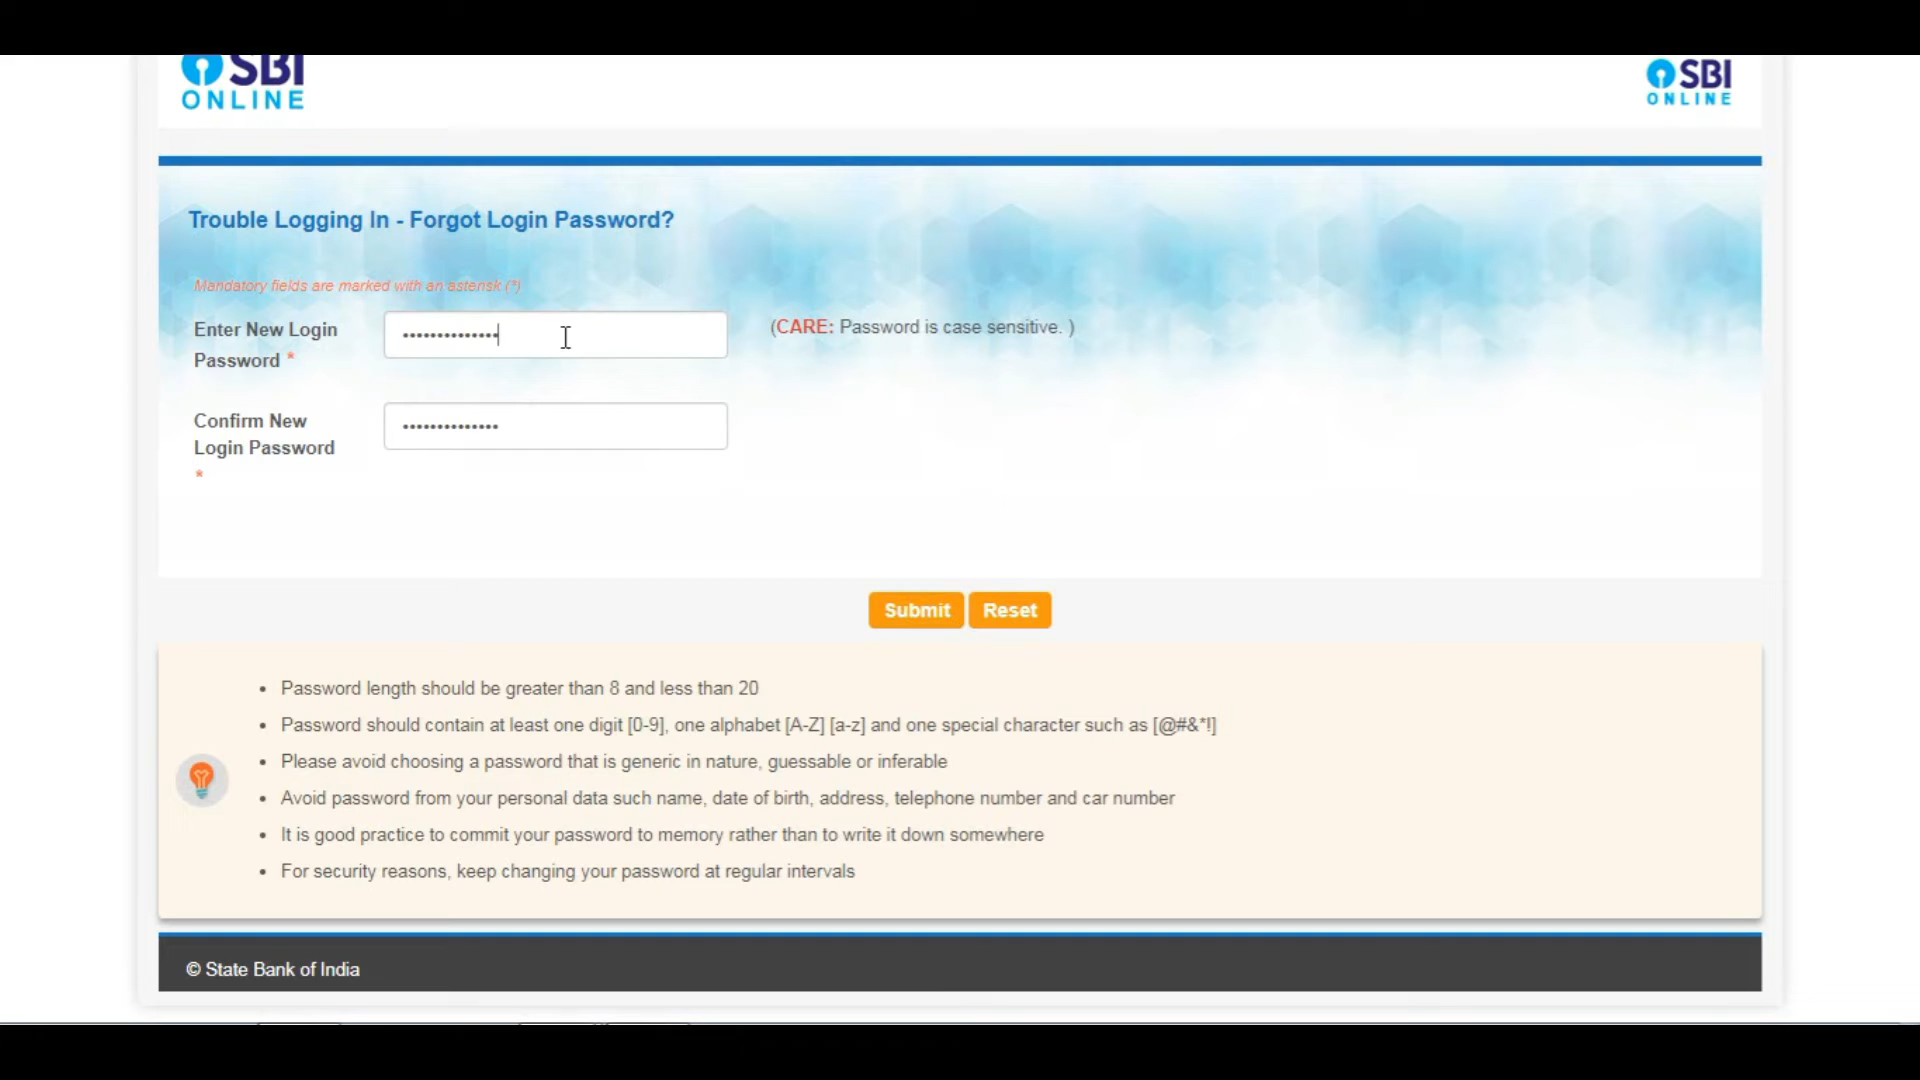 SBI
ONLINE
SBI
ONLINE
Trouble Logging In - Forgot Login Password?
Mandatory fields are marked with an asterisk (*)
Enter New Login
Password *
(CARE: Password is case sensitive. )
Confirm New
Login Password
*
Submit
Reset
• Password length should be greater than 8 and less than 20
• Password should contain at least one digit [0-9], one alphabet [A-Z] [a-z] and one special character such as [@#&*!]
• Please avoid choosing a password that is generic in nature, guessable or inferable
• Avoid password from your personal data such name, date of birth, address, telephone number and car number
• It is good practice to commit your password to memory rather than to write it down somewhere
• For security reasons, keep changing your password at regular intervals
© State Bank of India